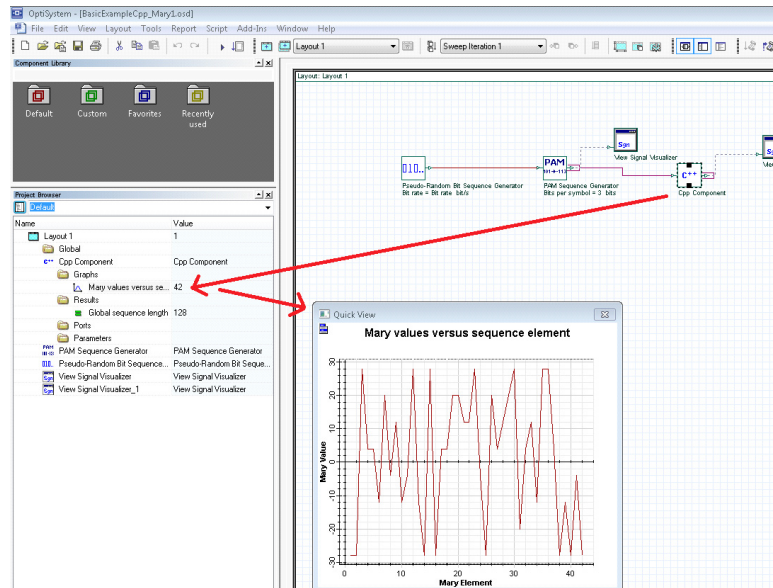 OptiSystem - [BasicExampleCpp_Mary1.osd]
File Edit View Layout Tools Report Script Add-Ins Window Help
Layout 1
Sweep Iteration 1
Component Library
Default
Custom
Favorites
Recently used
Project Browser
Default
Name Value
Layout 1 1
Global
C++ Cpp Component Cpp Component
Graphs
Mary values versus se... 42
Results
Global sequence length 128
Ports
Parameters
PAM Sequence Generator PAM Sequence Generator
Pseudo-Random Bit Sequence... Pseudo-Random Bit Seque...
View Signal Visualizer View Signal Visualizer
View Signal Visualizer_1 View Signal Visualizer
Layout: Layout 1
010..
Pseudo-Random Bit Sequence Generator
Bit rate = Bit rate bit/s
PAM
PAM Sequence Generator
Bits per symbol = 3 bits
Sgn
View Signal Visualizer
C++
Cpp Component
Vie
Quick View
Mary values versus sequence element
Mary Value
30
20
10
0
-10
-20
-30
0 10 20 30 40
Mary Element